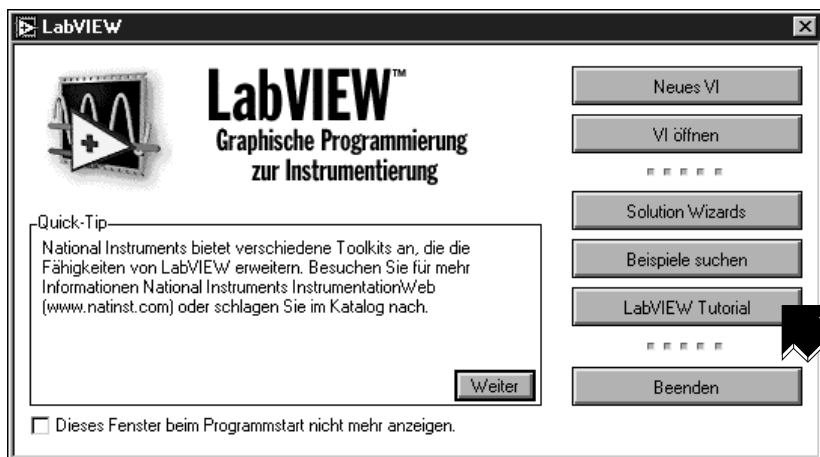 LabVIEW
LabVIEW™
Graphische Programmierung
zur Instrumentierung
Quick-Tip
National Instruments bietet verschiedene Toolkits an, die die
Fähigkeiten von LabVIEW erweitern. Besuchen Sie für mehr
Informationen National Instruments InstrumentationWeb
(www.natinst.com) oder schlagen Sie im Katalog nach.
Weiter
Dieses Fenster beim Programmstart nicht mehr anzeigen.
Neues VI
VI öffnen
Solution Wizards
Beispiele suchen
LabVIEW Tutorial
Beenden